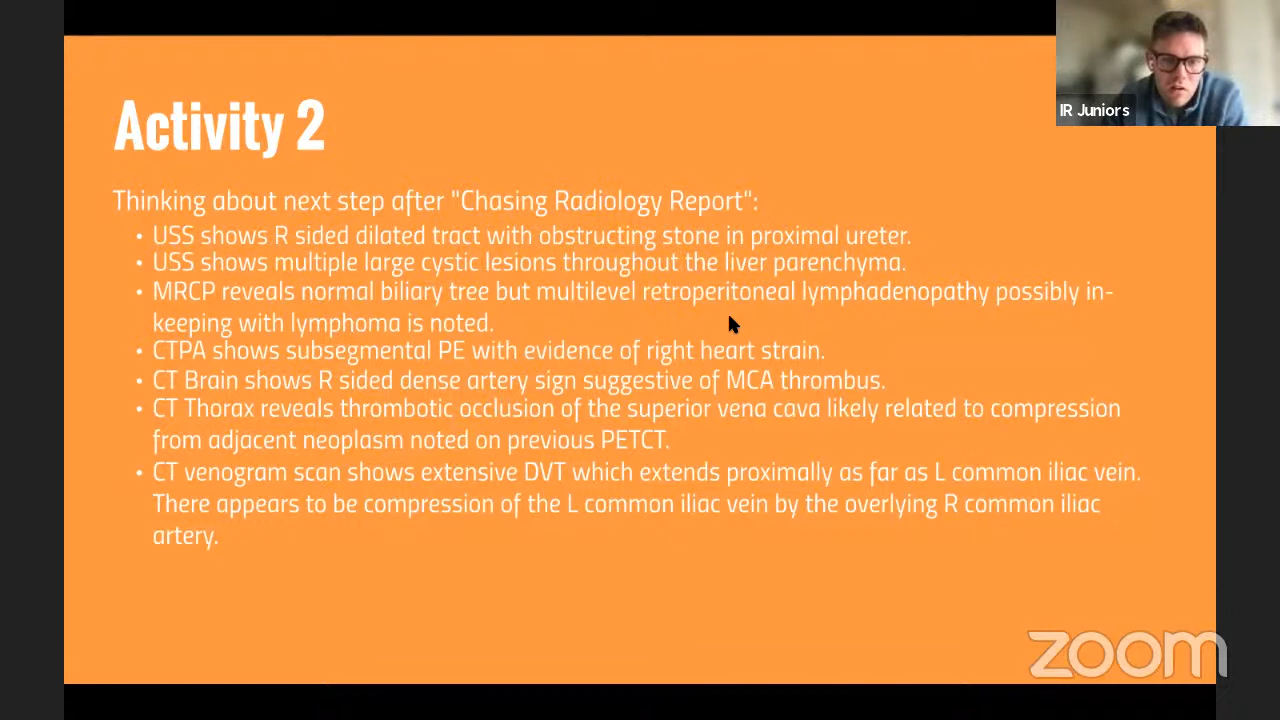 Activity 2
IR Juniors
Thinking about next step after "Chasing Radiology Report":
• USS shows R sided dilated tract with obstructing stone in proximal ureter.
• USS shows multiple large cystic lesions throughout the liver parenchyma.
• MRCP reveals normal biliary tree but multilevel retroperitoneal lymphadenopathy possibly in-
keeping with lymphoma is noted.
• CTPA shows subsegmental PE with evidence of right heart strain.
• CT Brain shows R sided dense artery sign suggestive of MCA thrombus.
• CT Thorax reveals thrombotic occlusion of the superior vena cava likely related to compression
from adjacent neoplasm noted on previous PETCT.
• CT venogram scan shows extensive DVT which extends proximally as far as L common iliac vein.
There appears to be compression of the L common iliac vein by the overlying R common iliac
artery.
zoom